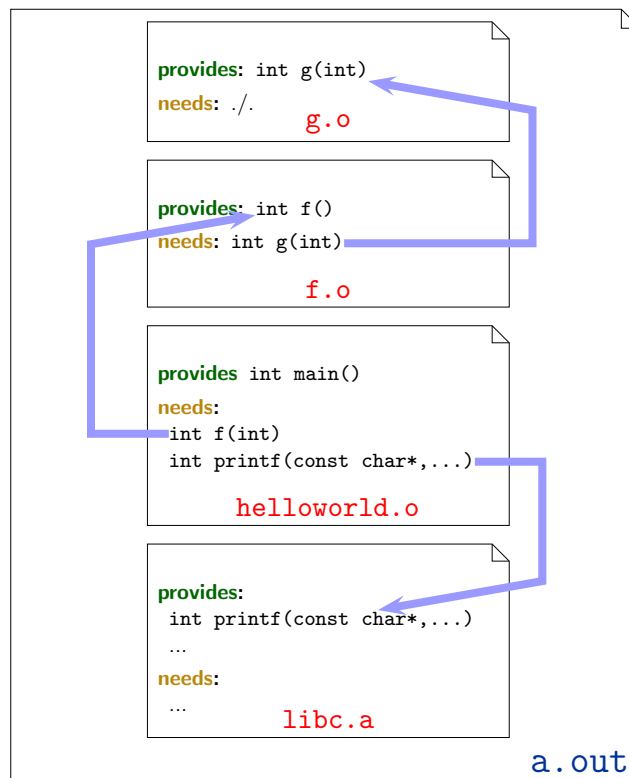 provides: int g(int)
needs: ./.
g.o
provides: int f()
needs: int g(int)
f.o
provides int main()
needs:
int f(int)
int printf(const char*,...)
helloworld.o
provides:
int printf(const char*,...)
...
needs:
...
libc.a
a.out